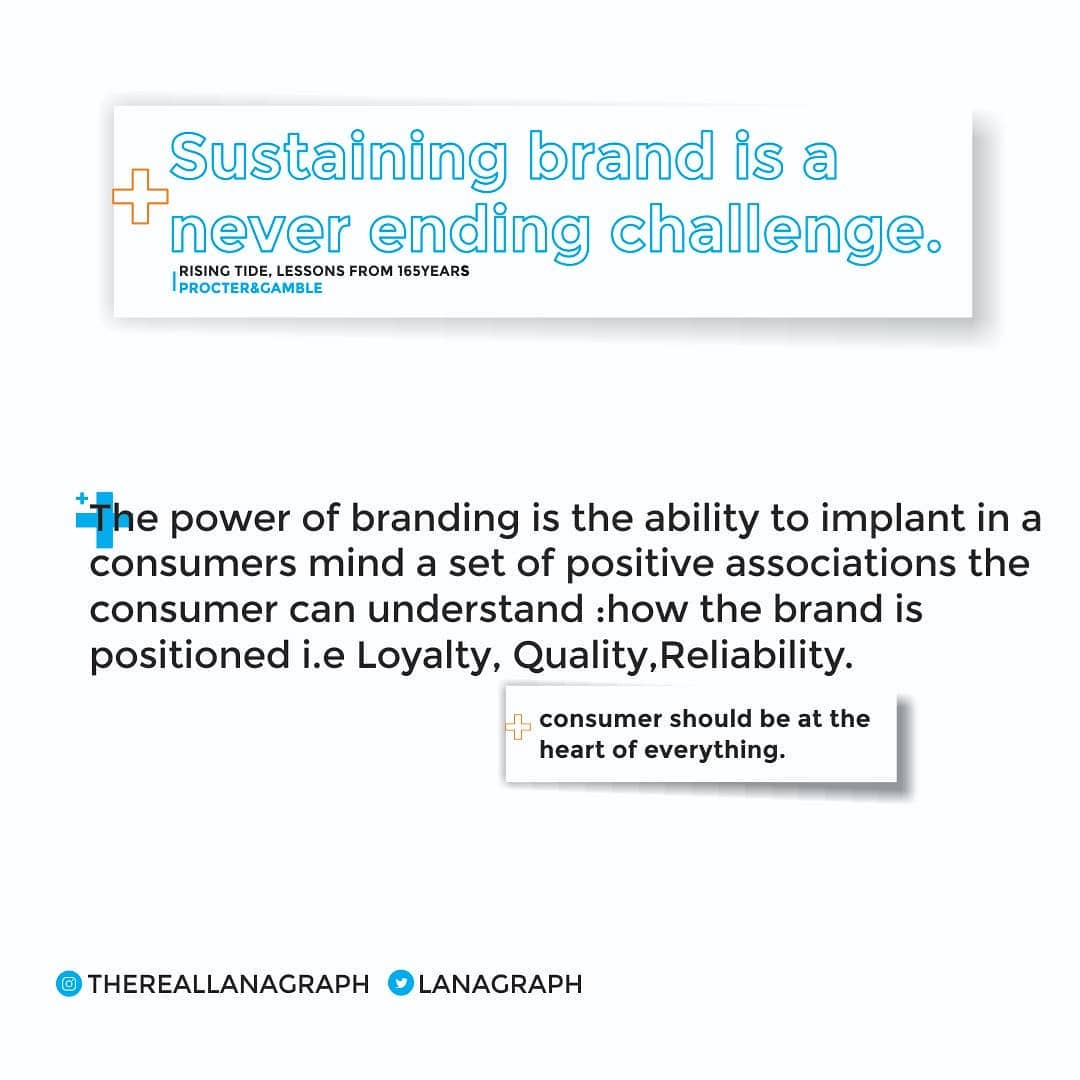 Sustaining brand is a
never ending challenge.
RISING TIDE, LESSONS FROM 165YEARS
PROCTER&GAMBLE
The power of branding is the ability to implant in a
consumers mind a set of positive associations the
consumer can understand :how the brand is
positioned i.e Loyalty, Quality,Reliability.
consumer should be at the
heart of everything.
THEREALLANAGRAPH LANAGRAPH